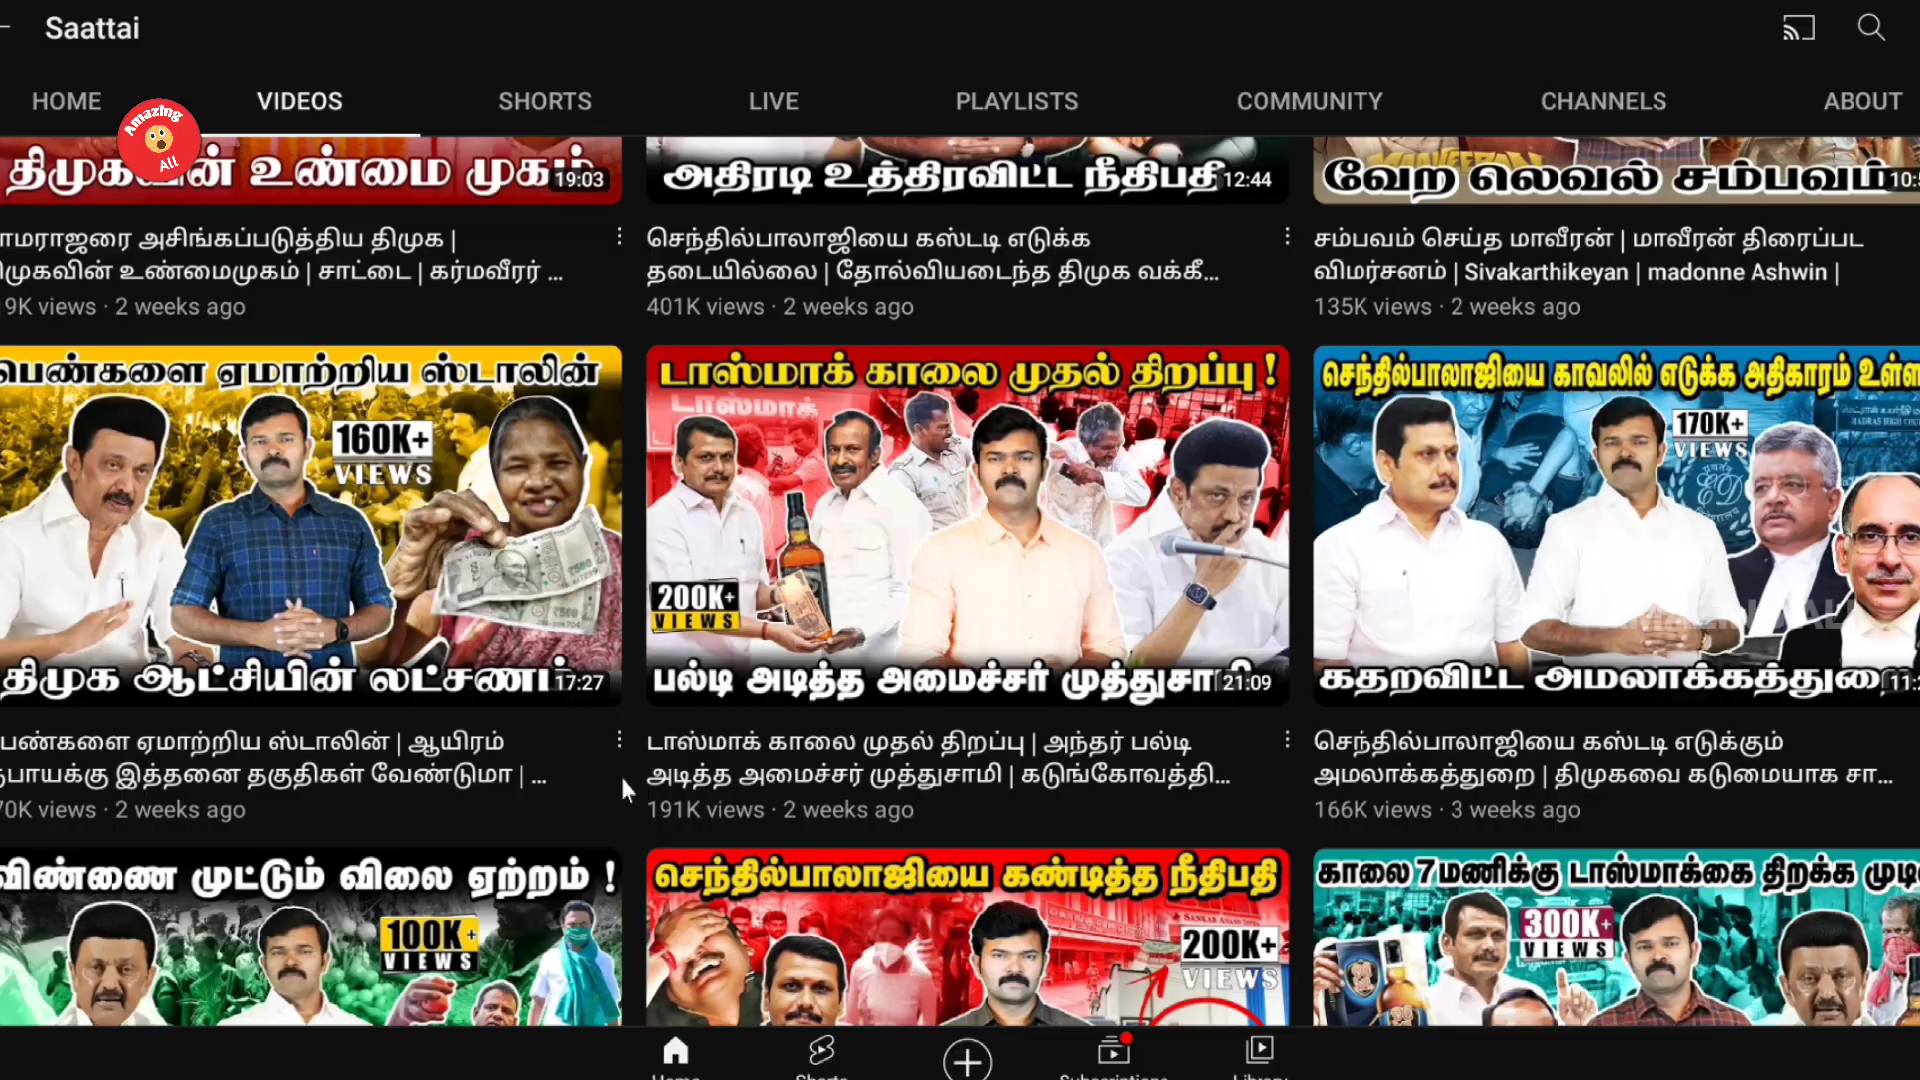 Saattai
HOME
VIDEOS
SHORTS
LIVE
PLAYLISTS
COMMUNITY
CHANNELS
ABOUT
Amazing
All
உண்மை முகம்
19:03
அதிரடி உத்திரவிட்ட நீதிபதி
12:44
வேற லெவல் சம்பவம்
மராஜரை அசிங்கப்படுத்திய திமுக |
முகவின் உண்மைமுகம் | சாட்டை | கர்மவீரர் ...
9K views · 2 weeks ago
செந்தில்பாலாஜியை கஸ்டடி எடுக்க
தடையில்லை | தோல்வியடைந்த திமுக வக்கீ...
401K views · 2 weeks ago
சம்பவம் செய்த மாவீரன் | மாவீரன் திரைப்பட
விமர்சனம் | Sivakarthikeyan | madonne Ashwin |
135K views · 2 weeks ago
பெண்களை ஏமாற்றிய ஸ்டாலின்
160K+
VIEWS
திமுக ஆட்சியின் லட்சணம்
17:27
டாஸ்மாக் காலை முதல் திறப்பு !
டாஸ்மாக்
200K+
VIEWS
பல்டி அடித்த அமைச்சர் முத்துசா
21:09
செந்தில்பாலாஜியை காவலில் எடுக்க அதிகாரம் உள்ள
170K+
VIEWS
கதறவிட்ட அமலாக்கத்துறை
பெண்களை ஏமாற்றிய ஸ்டாலின் | ஆயிரம்
ரூபாயக்கு இத்தனை தகுதிகள் வேண்டுமா | ...
70K views · 2 weeks ago
டாஸ்மாக் காலை முதல் திறப்பு | அந்தர் பல்டி
அடித்த அமைச்சர் முத்துசாமி | கடுங்கோவத்தி...
191K views · 2 weeks ago
செந்தில்பாலாஜியை கஸ்டடி எடுக்கும்
அமலாக்கத்துறை | திமுகவை கடுமையாக சா...
166K views · 3 weeks ago
விண்ணை முட்டும் விலை ஏற்றம் !
100K+
VIEWS
செந்தில்பாலாஜியை கண்டித்த நீதிபதி
200K+
VIEWS
காலை 7மணிக்கு டாஸ்மாக்கை திறக்க முடி
300K+
VIEWS